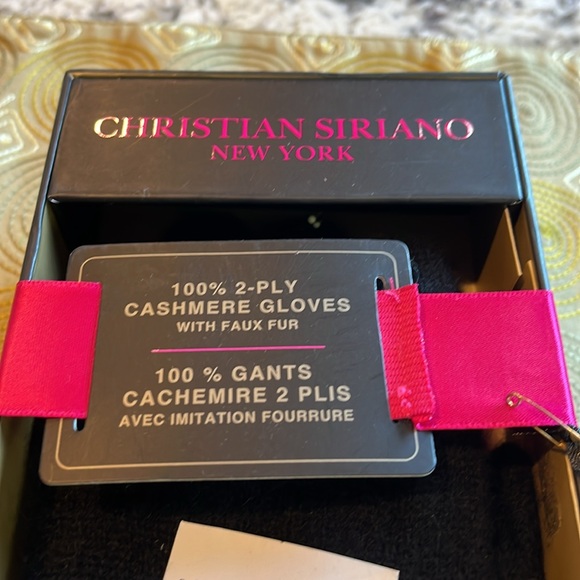 CHRISTIAN SIRIANO
NEW YORK
100% 2-PLY
CASHMERE GLOVES
WITH FAUX FUR
100 % GANTS
CACHEMIRE 2 PLIS
AVEC IMITATION FOURRURE